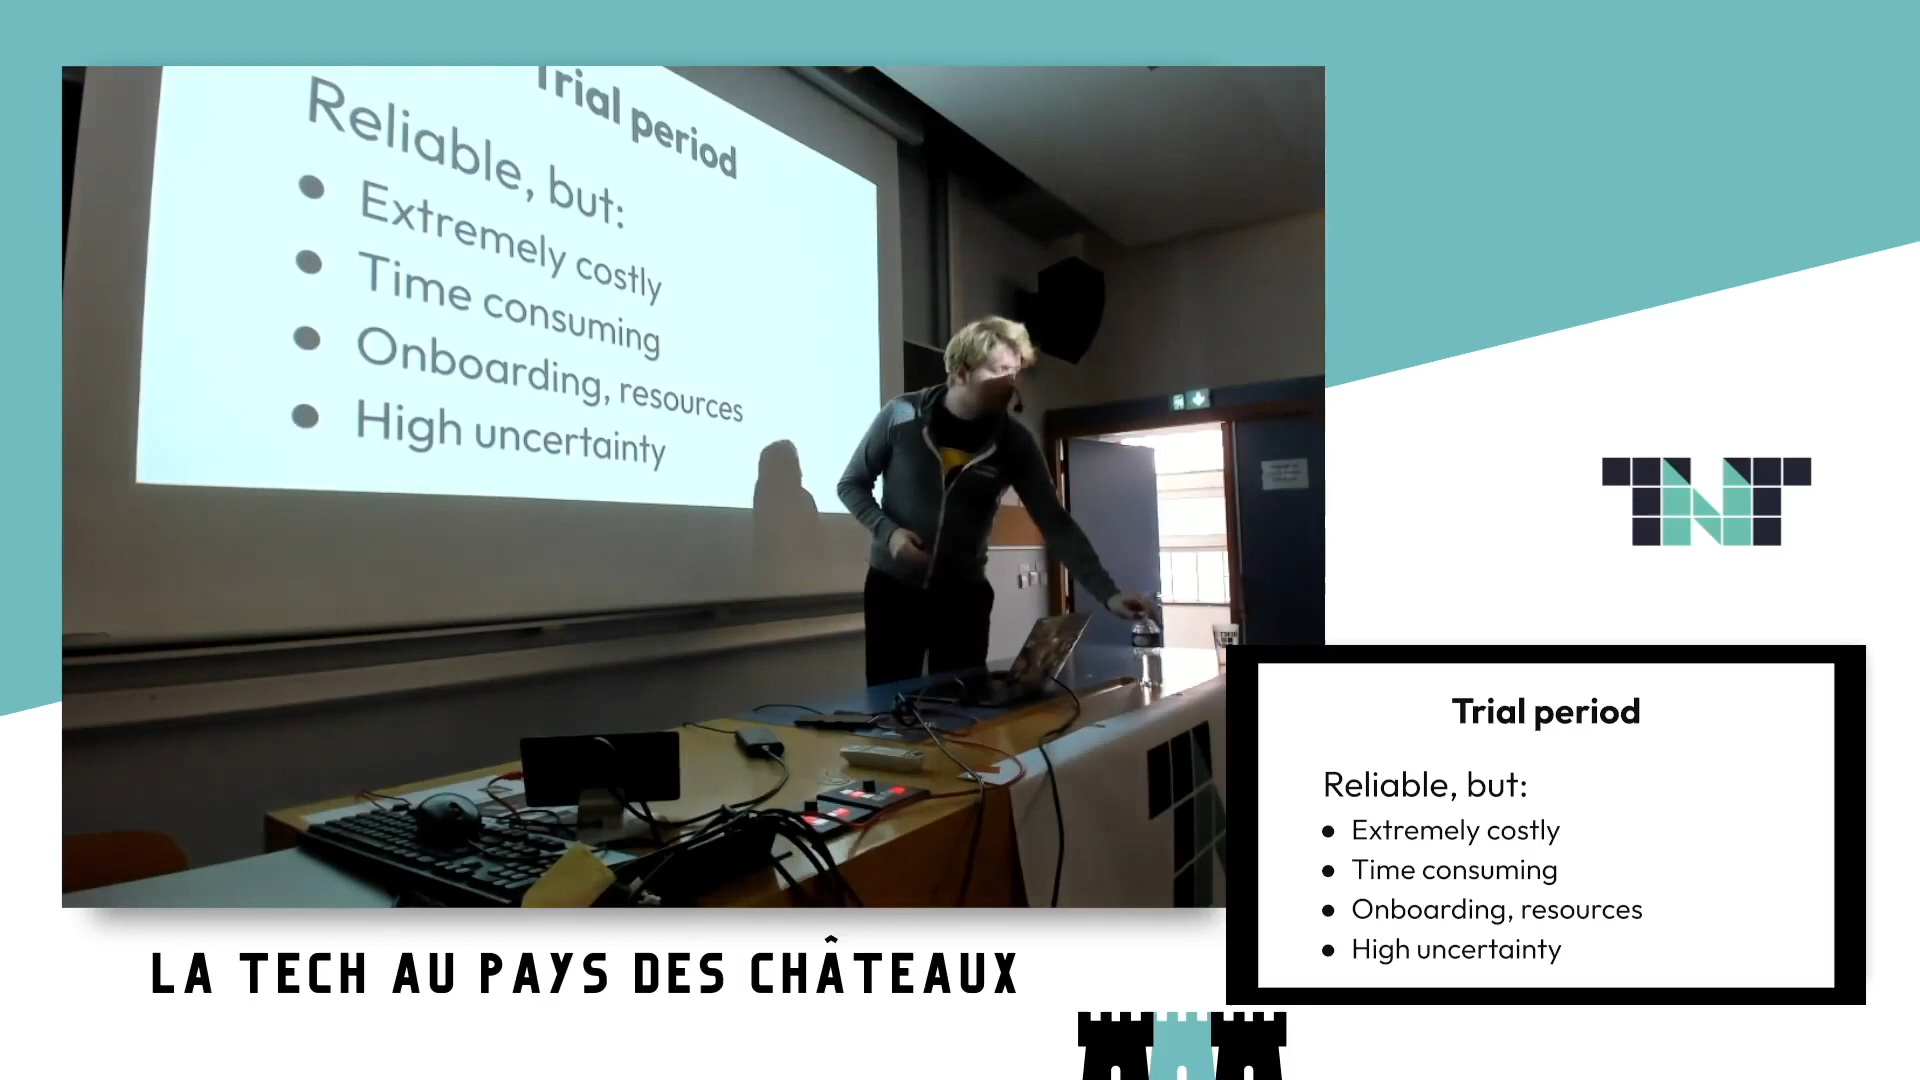 Trial period
Reliable, but:
● Extremely costly
● Time consuming
● Onboarding, resources
● High uncertainty
TNT
Trial period
Reliable, but:
● Extremely costly
● Time consuming
● Onboarding, resources
● High uncertainty
LA TECH AU PAYS DES CHÂTEAUX